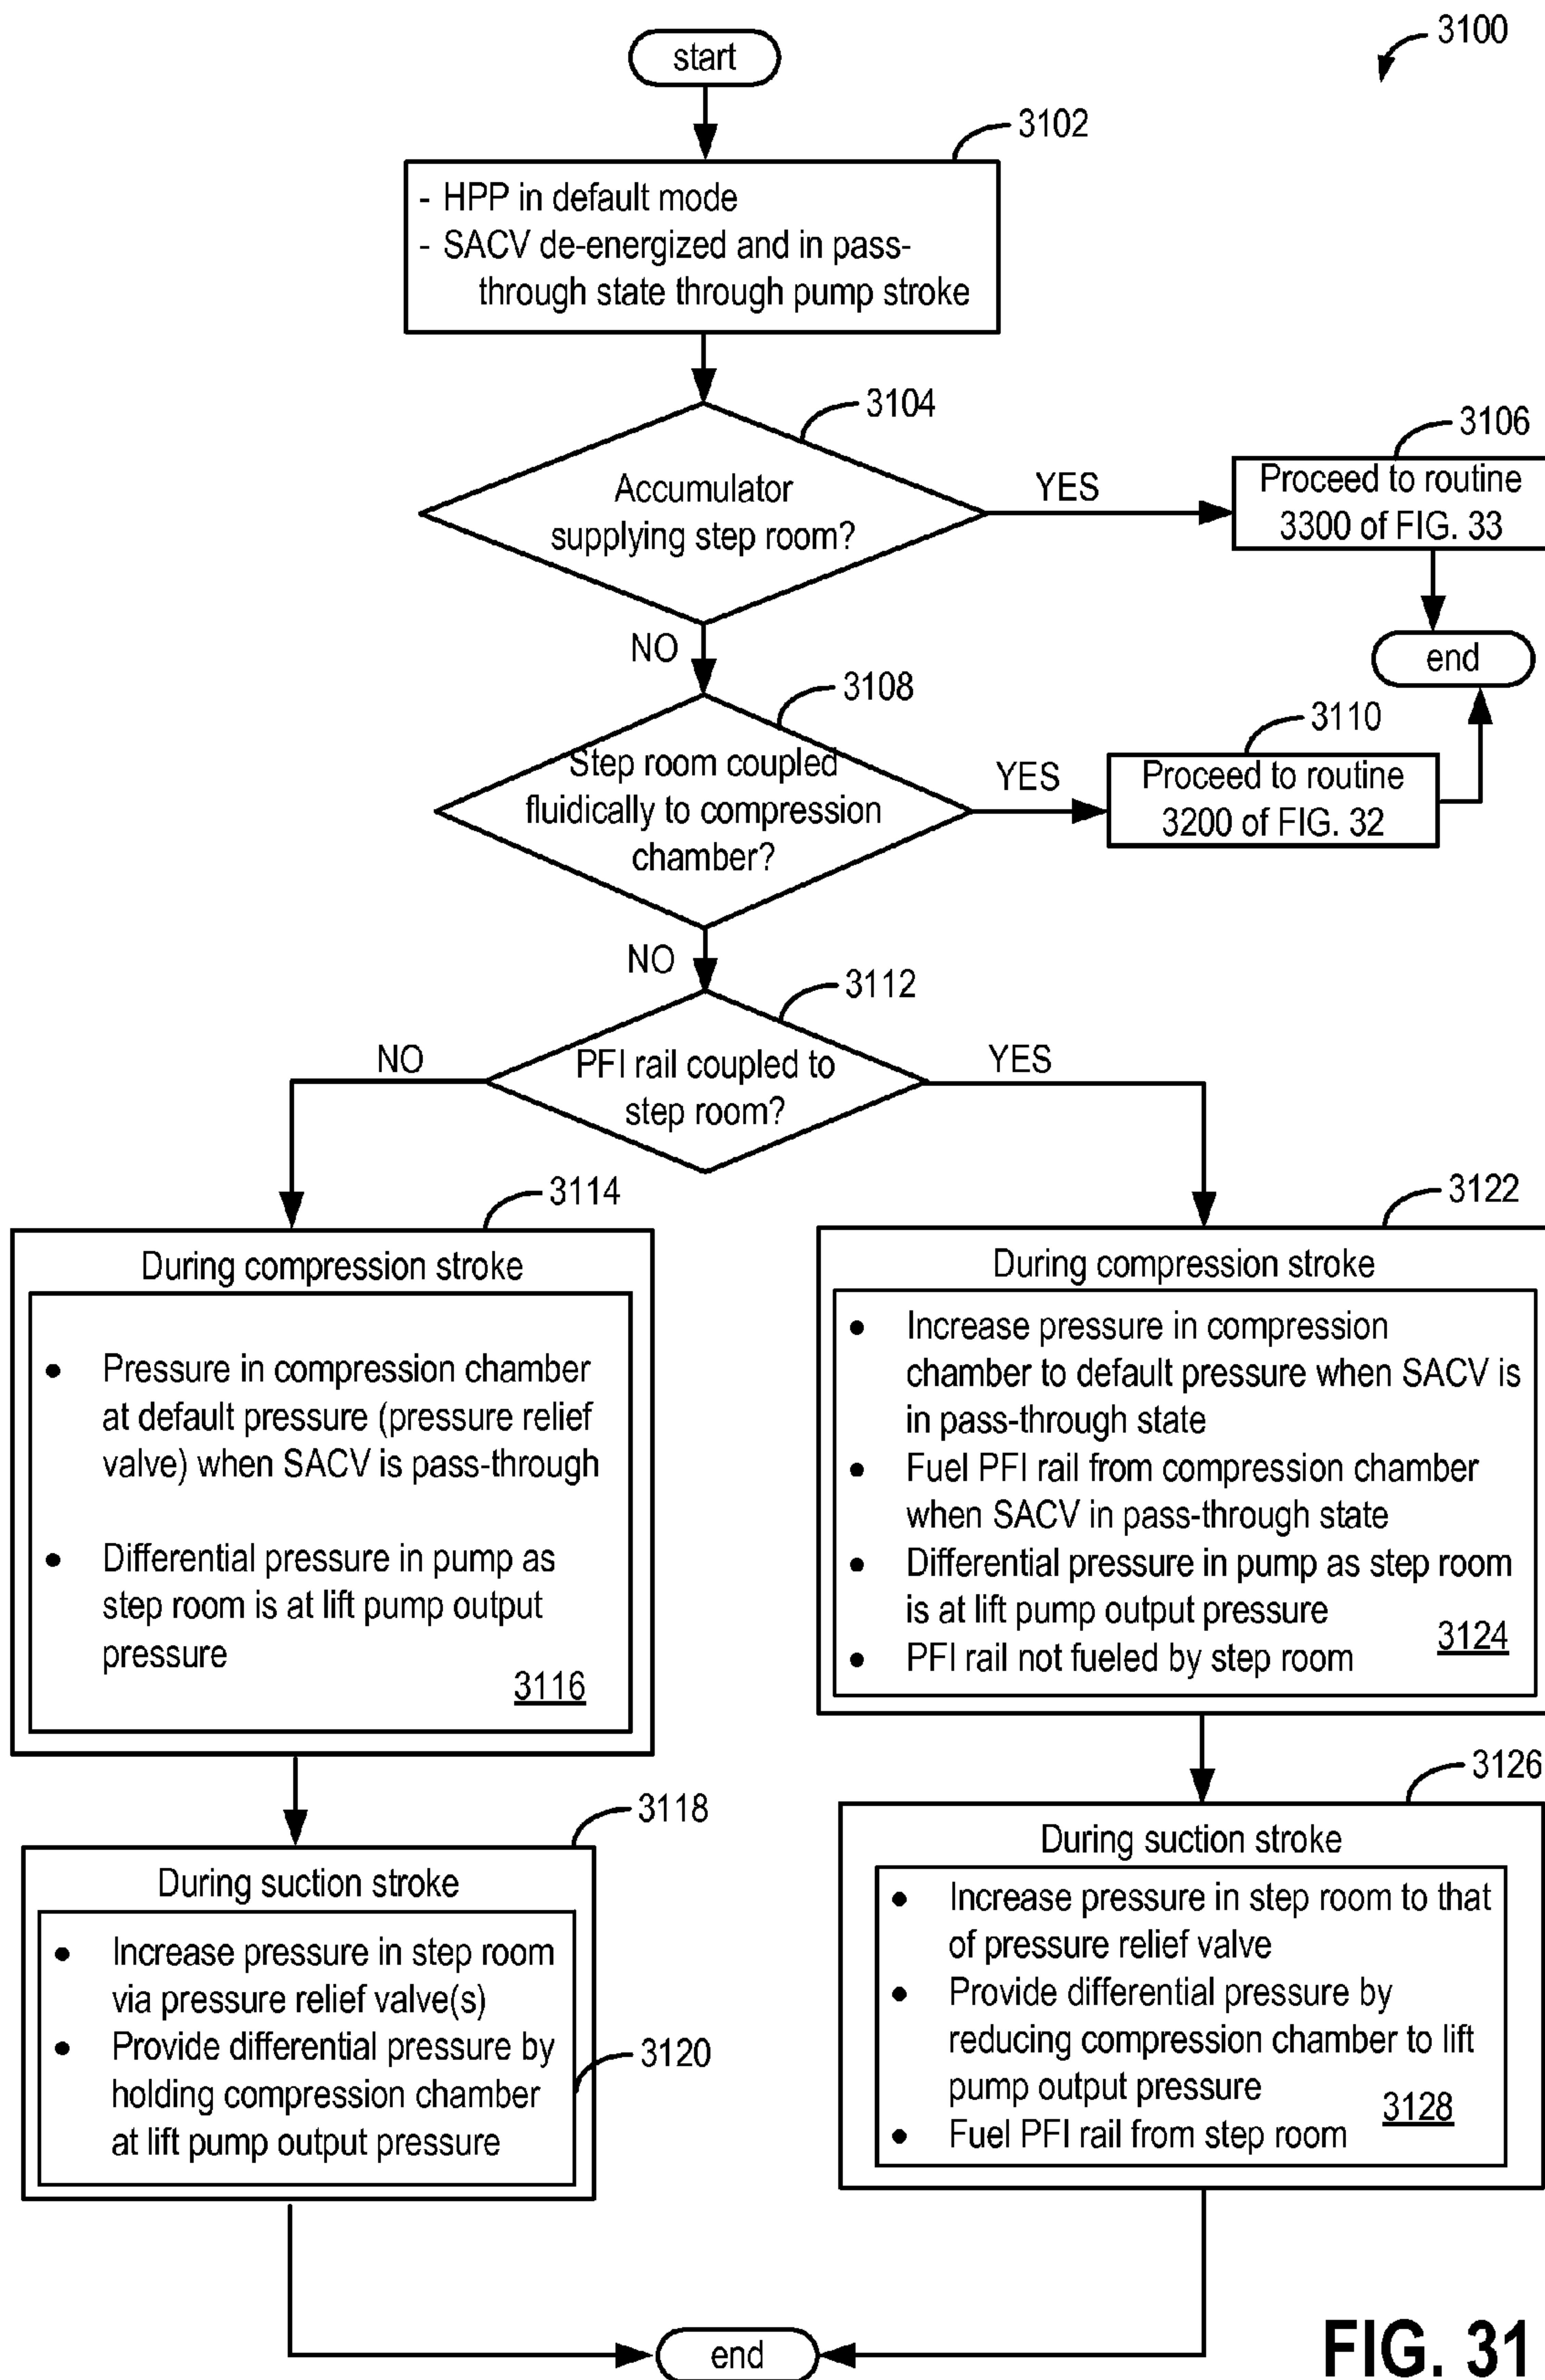 3100
start
3102
- HPP in default mode
- SACV de-energized and in pass-
through state through pump stroke
3104
Accumulator
supplying step room?
YES
3106
Proceed to routine
3300 of FIG. 33
end
NO
3108
Step room coupled
fluidically to compression
chamber?
YES
3110
Proceed to routine
3200 of FIG. 32
NO
3112
PFI rail coupled to
step room?
NO
YES
3114
During compression stroke
• Pressure in compression chamber
at default pressure (pressure relief
valve) when SACV is pass-through
• Differential pressure in pump as
step room is at lift pump output
pressure
3116
3122
During compression stroke
• Increase pressure in compression
chamber to default pressure when SACV is
in pass-through state
• Fuel PFI rail from compression chamber
when SACV in pass-through state
• Differential pressure in pump as step room
is at lift pump output pressure
• PFI rail not fueled by step room
3124
3118
During suction stroke
• Increase pressure in step room
via pressure relief valve(s)
• Provide differential pressure by
holding compression chamber
at lift pump output pressure
3120
3126
During suction stroke
• Increase pressure in step room to that
of pressure relief valve
• Provide differential pressure by
reducing compression chamber to lift
pump output pressure
• Fuel PFI rail from step room
3128
end
FIG. 31